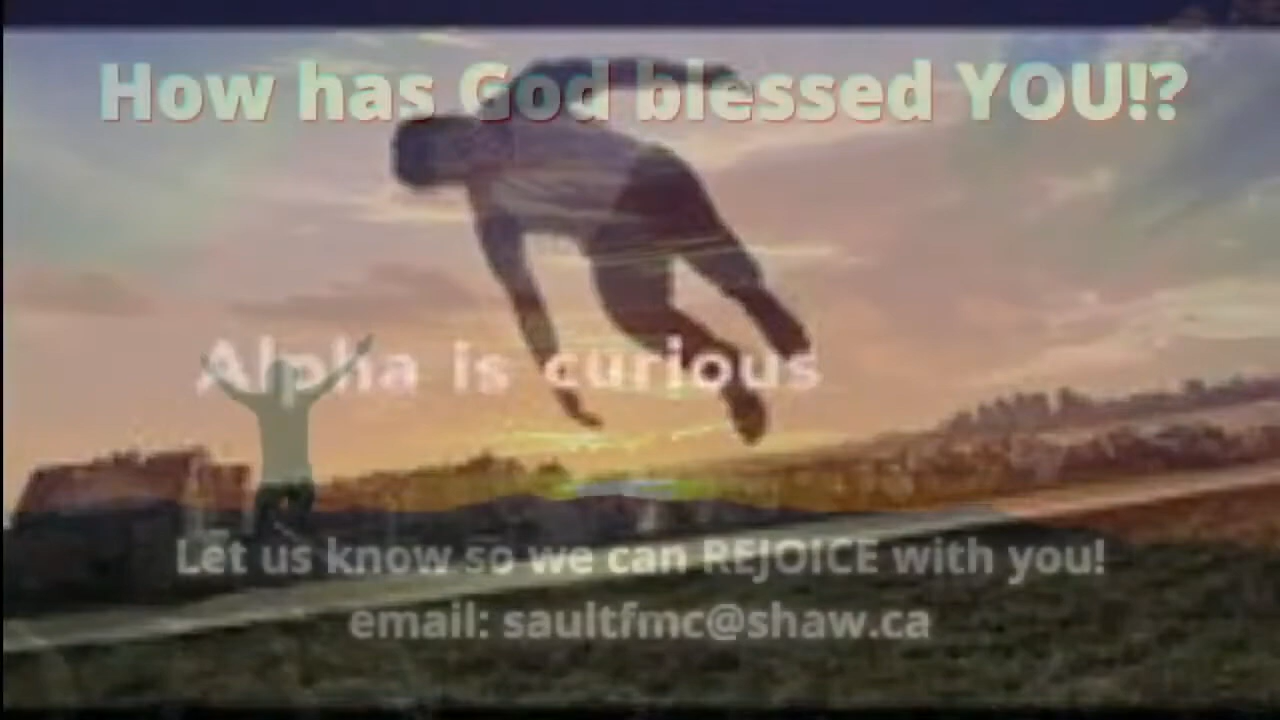 How has God blessed YOU!?
Alpha is curious
Let us know so we can REJOICE with you!
email: saultfmc@shaw.ca